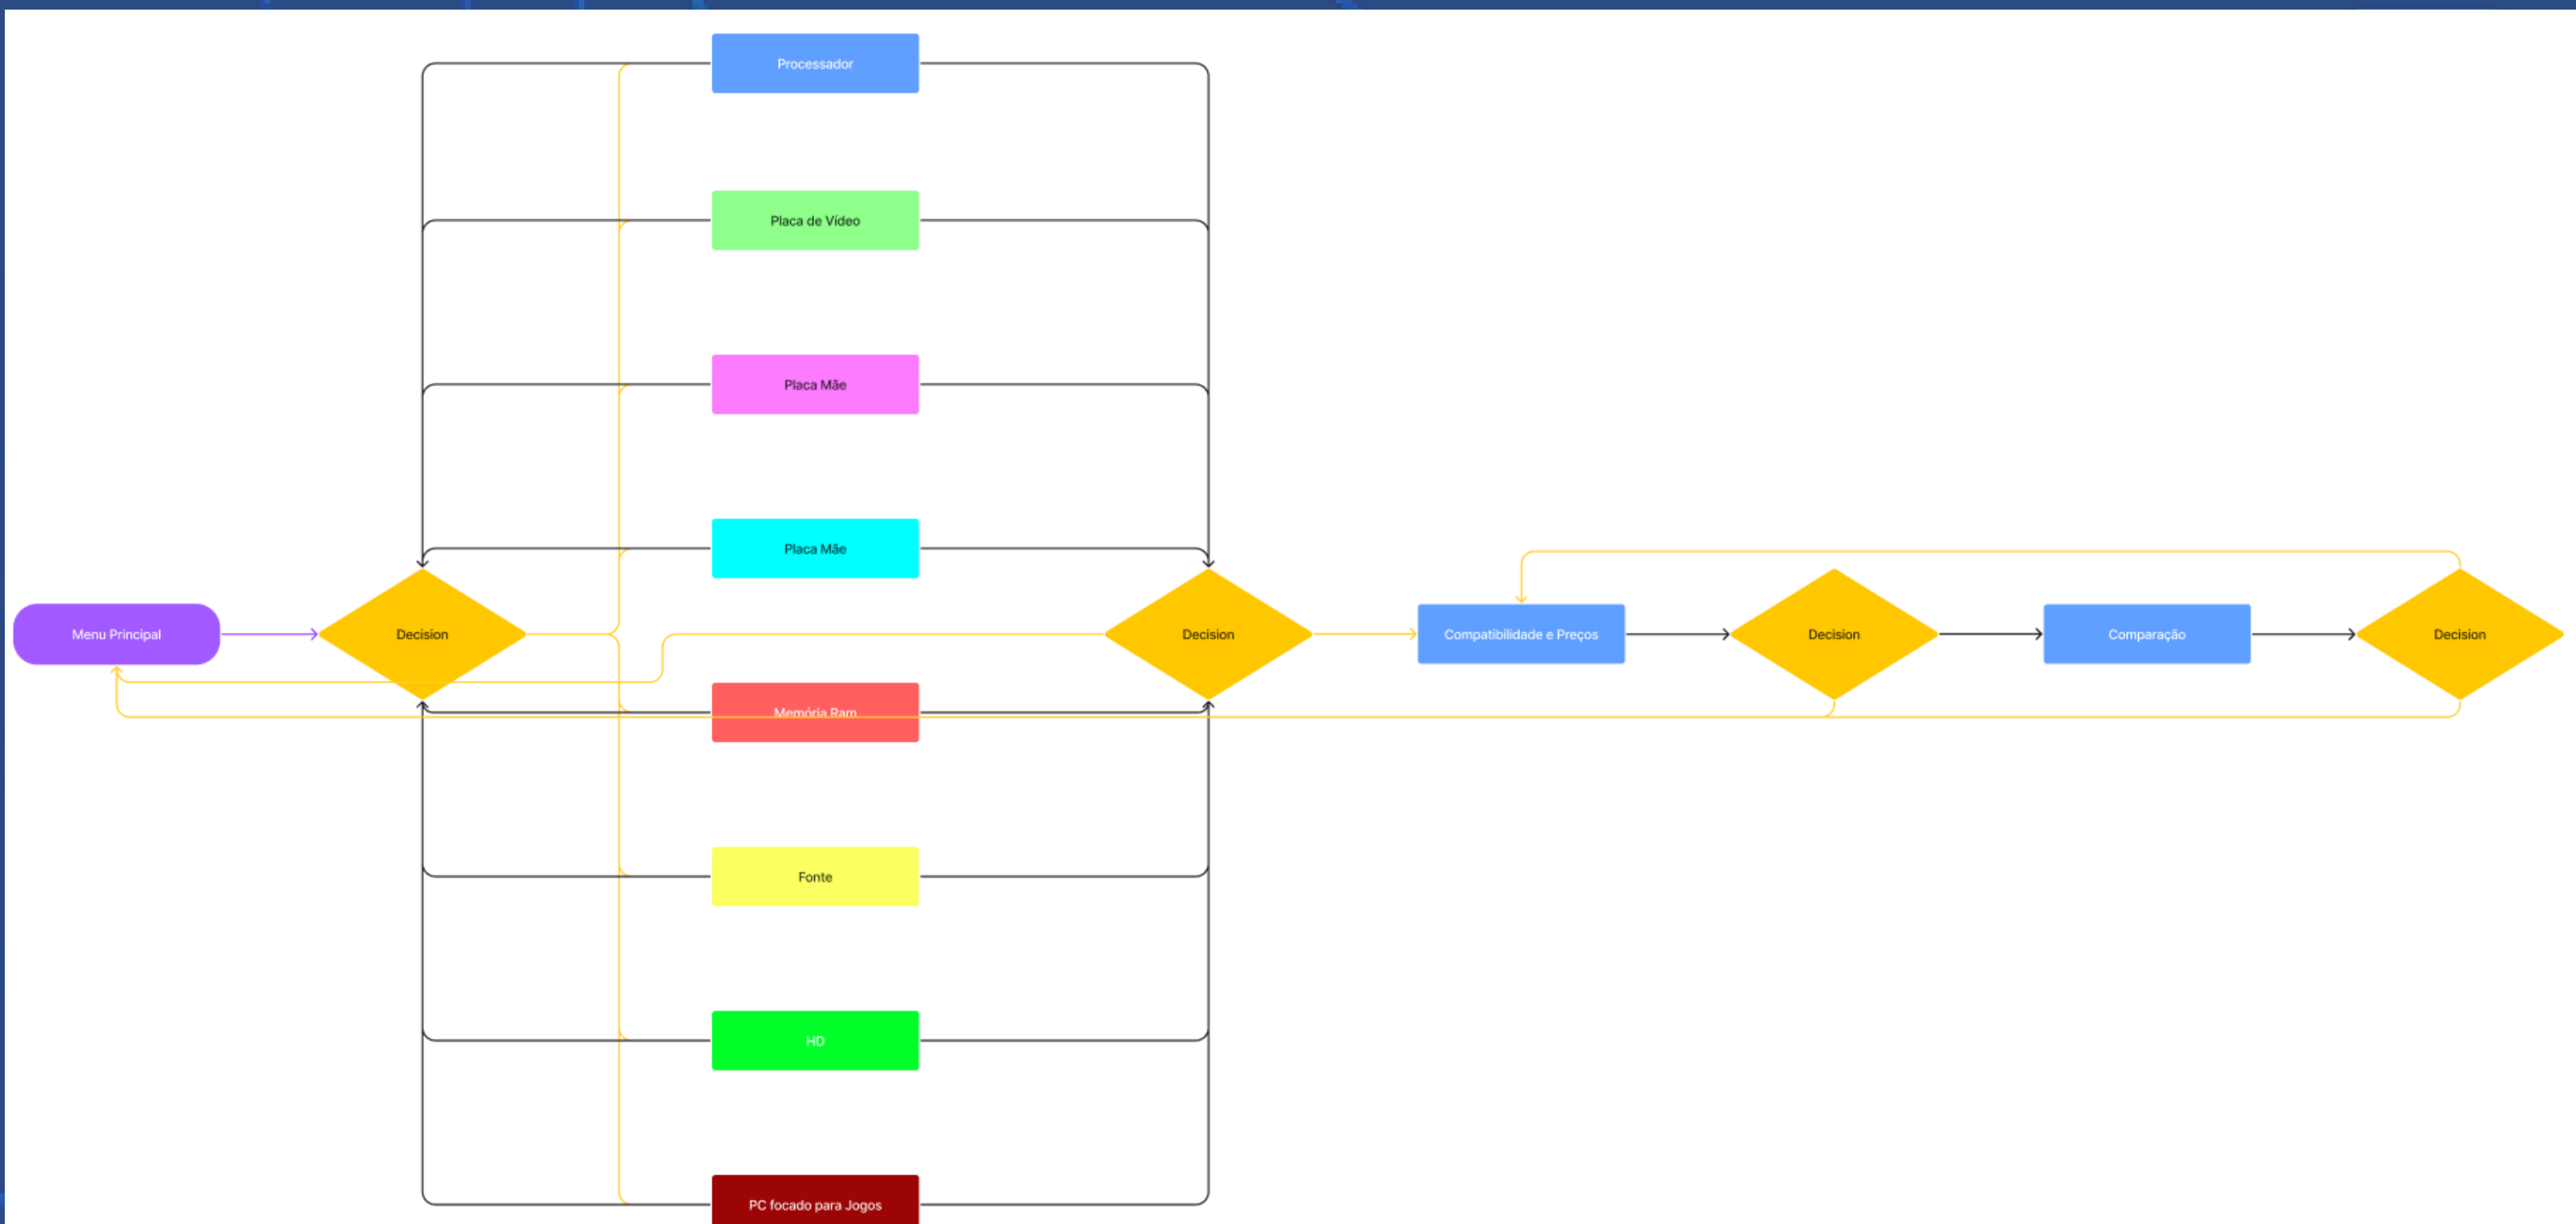 Processador
Placa de Vídeo
Placa Mãe
Placa Mãe
Menu Principal
Decision
Decision
Compatibilidade e Preços
Decision
Comparação
Decision
Memória Ram
Fonte
HD
PC focado para Jogos